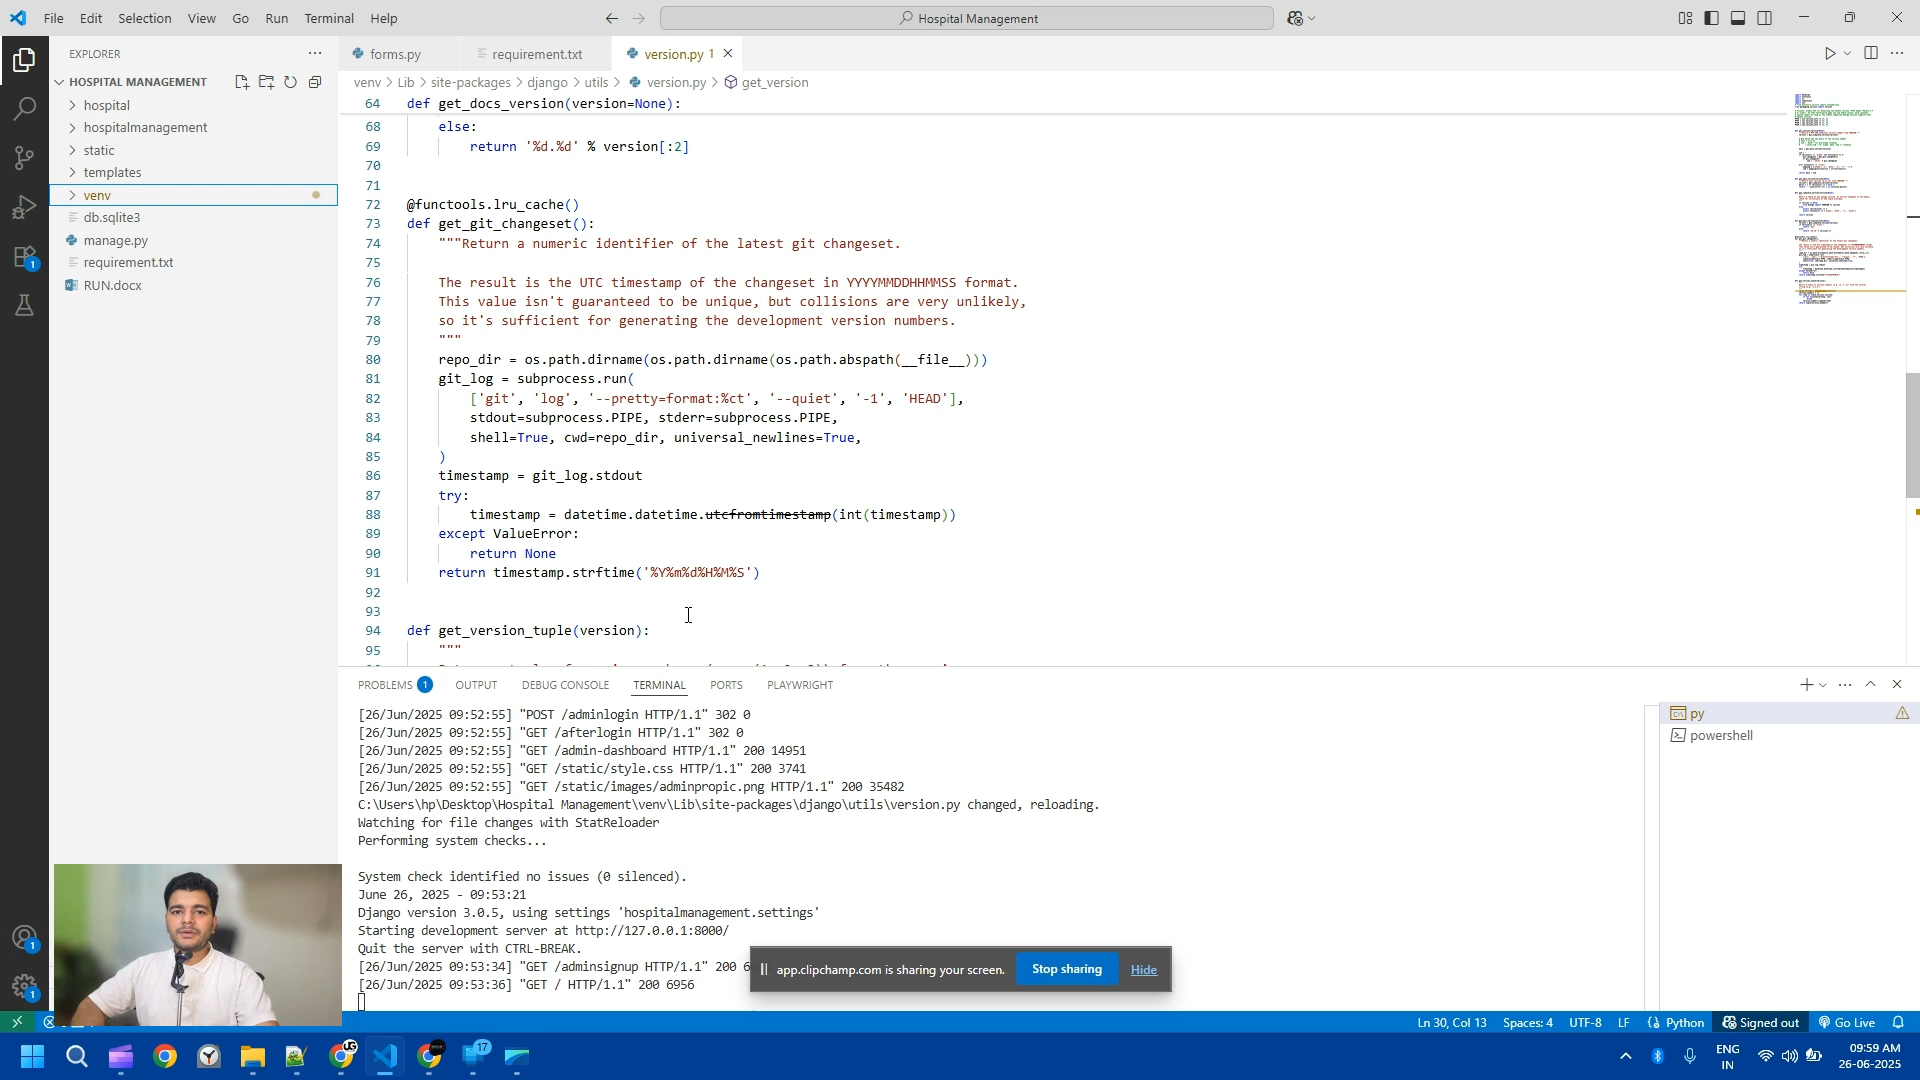 File Edit Selection View Go Run Terminal Help
Hospital Management
EXPLORER
HOSPITAL MANAGEMENT
hospital
hospitalmanagement
static
templates
venv
db.sqlite3
manage.py
requirement.txt
RUN.docx
forms.py requirement.txt version.py 1
venv > Lib > site-packages > django > utils > version.py > get_version
64 def get_docs_version(version=None):
68 else:
69 return '%d.%d' % version[:2]
70
71
72 @functools.lru_cache()
73 def get_git_changeset():
74 """Return a numeric identifier of the latest git changeset.
75
76 The result is the UTC timestamp of the changeset in YYYYMMDDHHMMSS format.
77 This value isn't guaranteed to be unique, but collisions are very unlikely,
78 so it's sufficient for generating the development version numbers.
79 """
80 repo_dir = os.path.dirname(os.path.dirname(os.path.abspath(__file__)))
81 git_log = subprocess.run(
82 ['git', 'log', '--pretty=format:%ct', '--quiet', '-1', 'HEAD'],
83 stdout=subprocess.PIPE, stderr=subprocess.PIPE,
84 shell=True, cwd=repo_dir, universal_newlines=True,
85 )
86 timestamp = git_log.stdout
87 try:
88 timestamp = datetime.datetime.utcfromtimestamp(int(timestamp))
89 except ValueError:
90 return None
91 return timestamp.strftime('%Y%m%d%H%M%S')
92
93
94 def get_version_tuple(version):
95 """
PROBLEMS 1 OUTPUT DEBUG CONSOLE TERMINAL PORTS PLAYWRIGHT
[26/Jun/2025 09:52:55] "POST /adminlogin HTTP/1.1" 302 0
[26/Jun/2025 09:52:55] "GET /afterlogin HTTP/1.1" 302 0
[26/Jun/2025 09:52:55] "GET /admin-dashboard HTTP/1.1" 200 14951
[26/Jun/2025 09:52:55] "GET /static/style.css HTTP/1.1" 200 3741
[26/Jun/2025 09:52:55] "GET /static/images/adminpropic.png HTTP/1.1" 200 35482
C:\Users\hp\Desktop\Hospital Management\venv\Lib\site-packages\django\utils\version.py changed, reloading.
Watching for file changes with StatReloader
Performing system checks...
System check identified no issues (0 silenced).
June 26, 2025 - 09:53:21
Django version 3.0.5, using settings 'hospitalmanagement.settings'
Starting development server at http://127.0.0.1:8000/
Quit the server with CTRL-BREAK.
[26/Jun/2025 09:53:34] "GET /adminsignup HTTP/1.1" 200 6
[26/Jun/2025 09:53:36] "GET / HTTP/1.1" 200 6956
py
powershell
app.clipchamp.com is sharing your screen. Stop sharing Hide
1
1
1
Ln 30, Col 13 Spaces: 4 UTF-8 LF Python Signed out Go Live
UG
17
ENG
IN
09:59 AM
26-06-2025